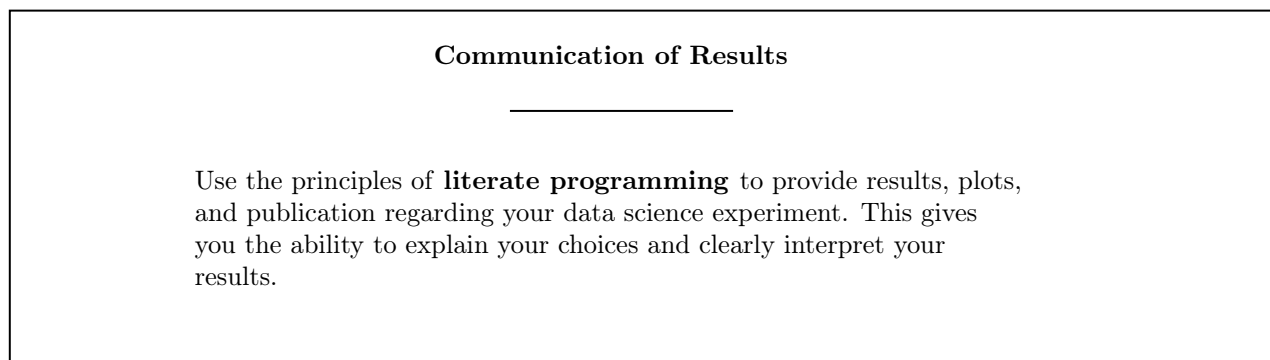 Communication of Results
Use the principles of literate programming to provide results, plots,
and publication regarding your data science experiment. This gives
you the ability to explain your choices and clearly interpret your
results.